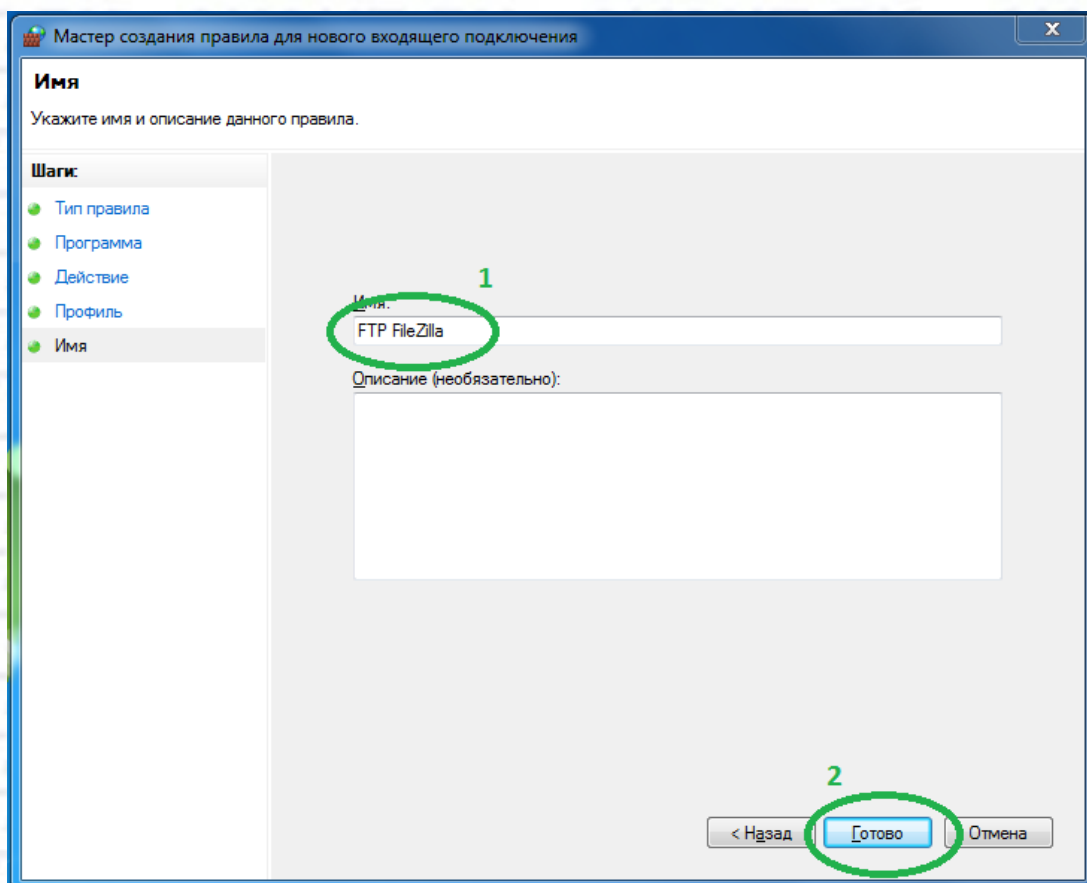 Мастер создания правила для нового входящего подключения
Имя
Укажите имя и описание данного правила.
Шаги:
Тип правила
Программа
Действие
Профиль
Имя
1
Имя:
FTP FileZilla
Описание (необязательно):
2
< Назад
Готово
Отмена